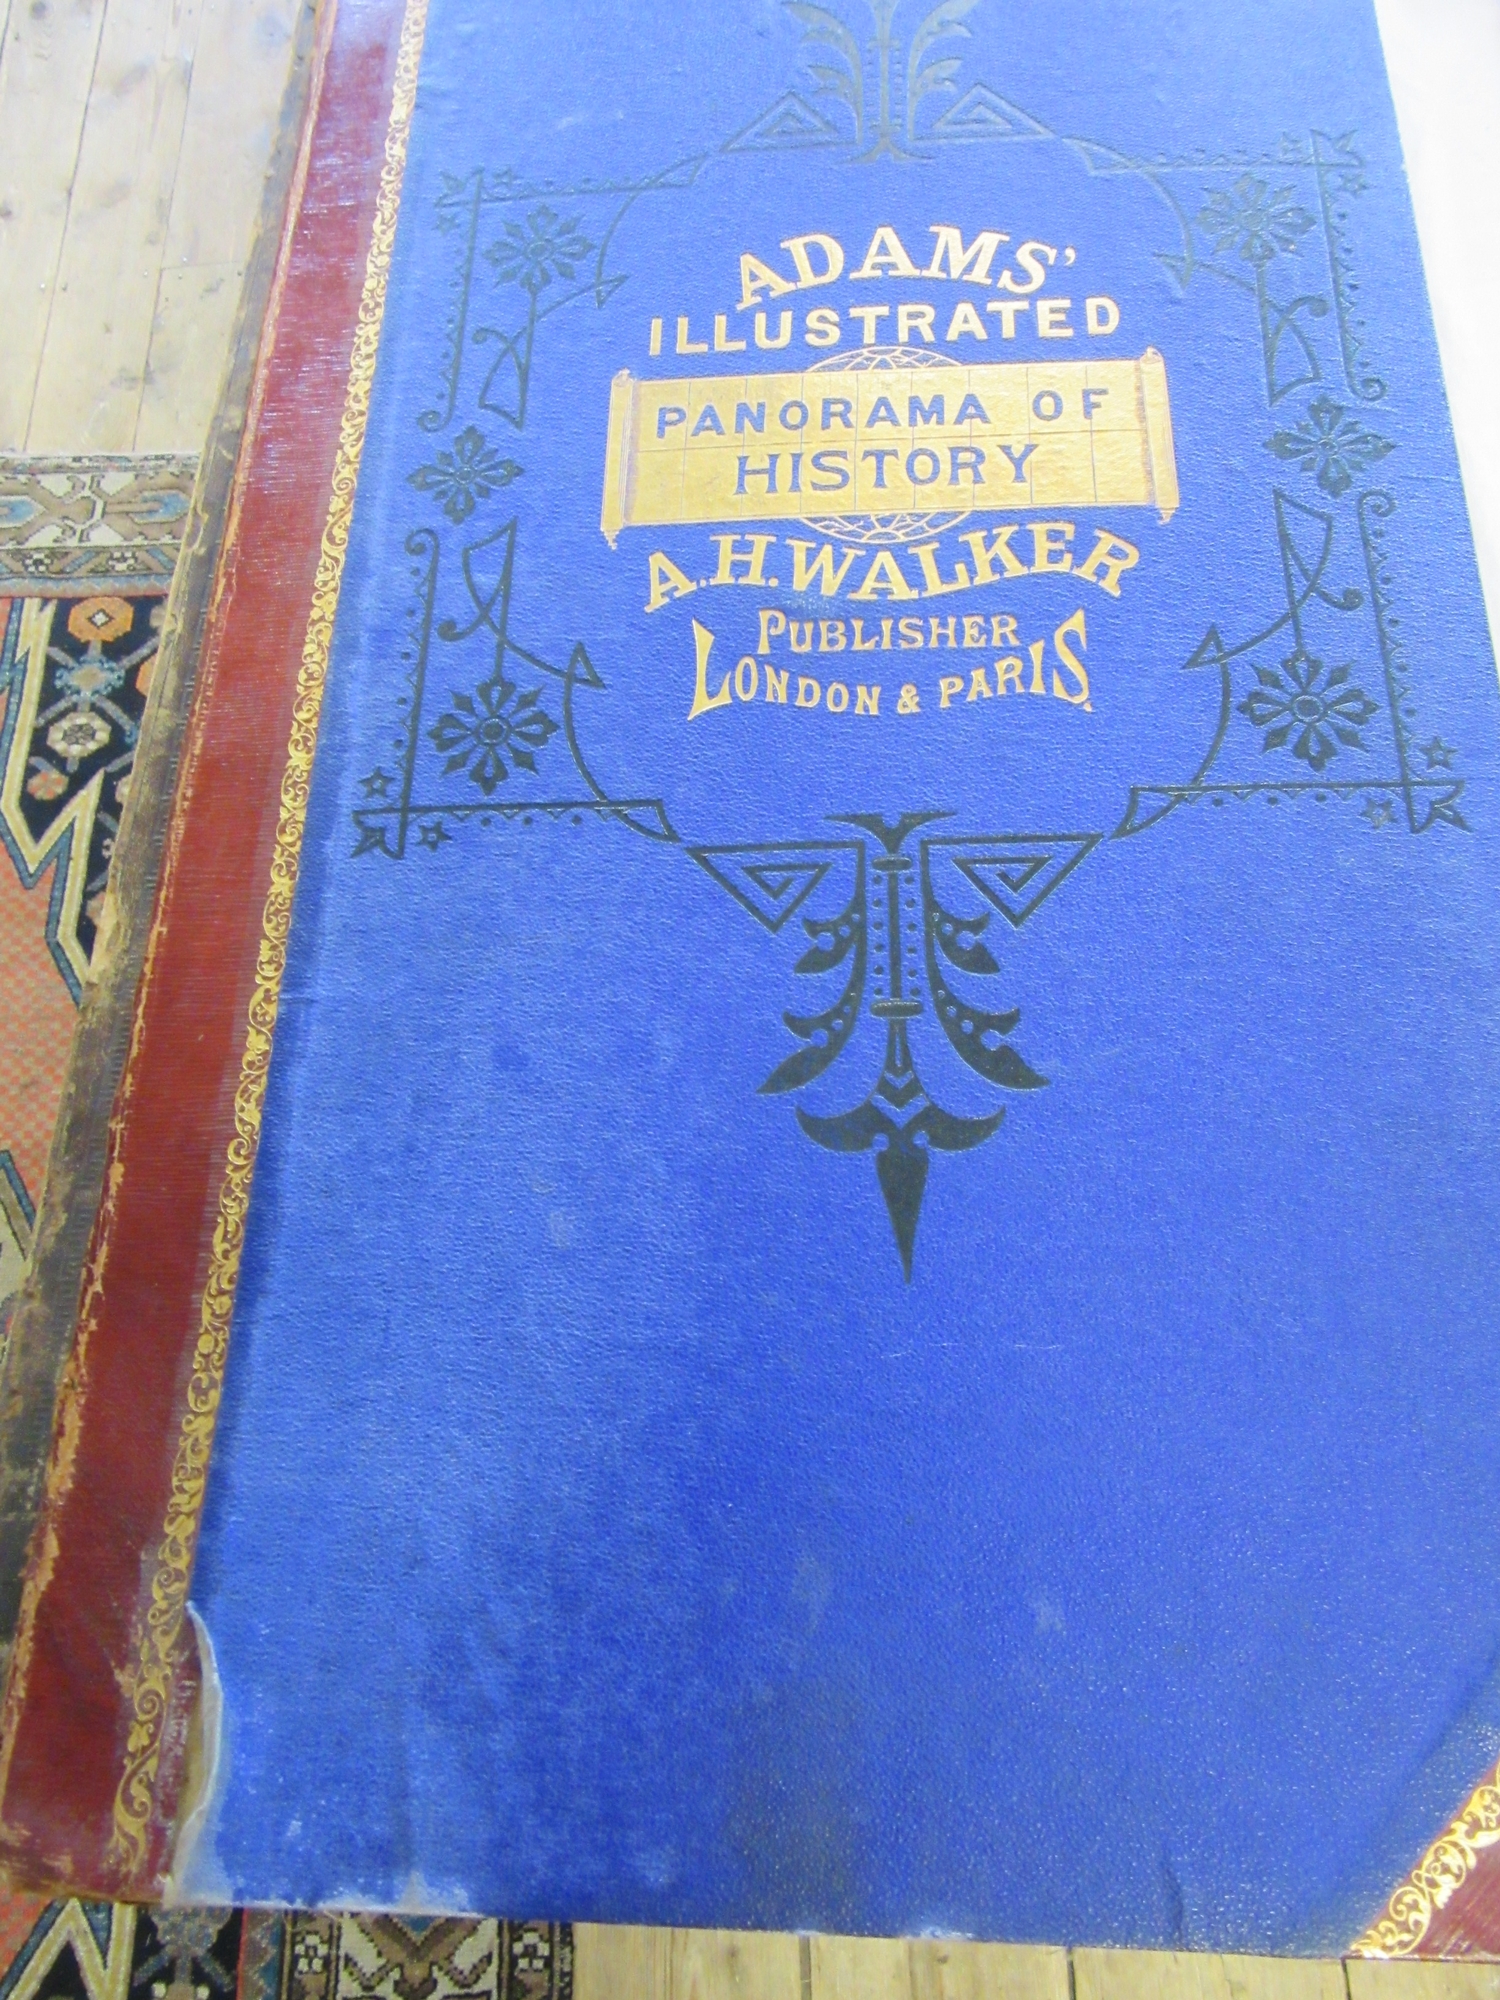 ADAMS'
ILLUSTRATED
PANORAMA OF
HISTORY
A.H. WALKER
PUBLISHER
LONDON & PARIS.